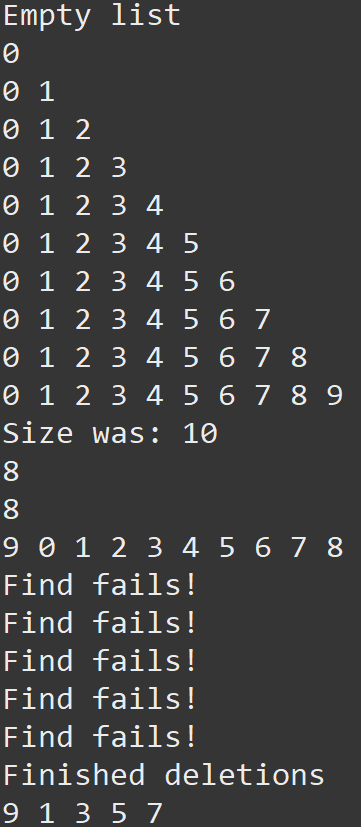 Empty list
0
0 1
0 1 2
0 1 2 3
0 1 2 3 4
0 1 2 3 4 5
0 1 2 3 4 5 6
0 1 2 3 4 5 6 7
0 1 2 3 4 5 6 7 8
0 1 2 3 4 5 6 7 8 9
Size was: 10
8
8
9 0 1 2 3 4 5 6 7 8
Find fails!
Find fails!
Find fails!
Find fails!
Find fails!
Finished deletions
9 1 3 5 7